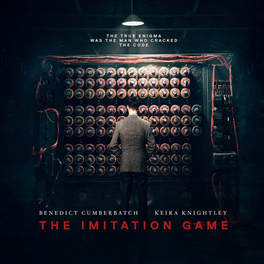 THE TRUE ENIGMA
WAS THE MAN WHO CRACKED
THE CODE
BENEDICT CUMBERBATCH KEIRA KNIGHTLEY
THE IMITATION GAME